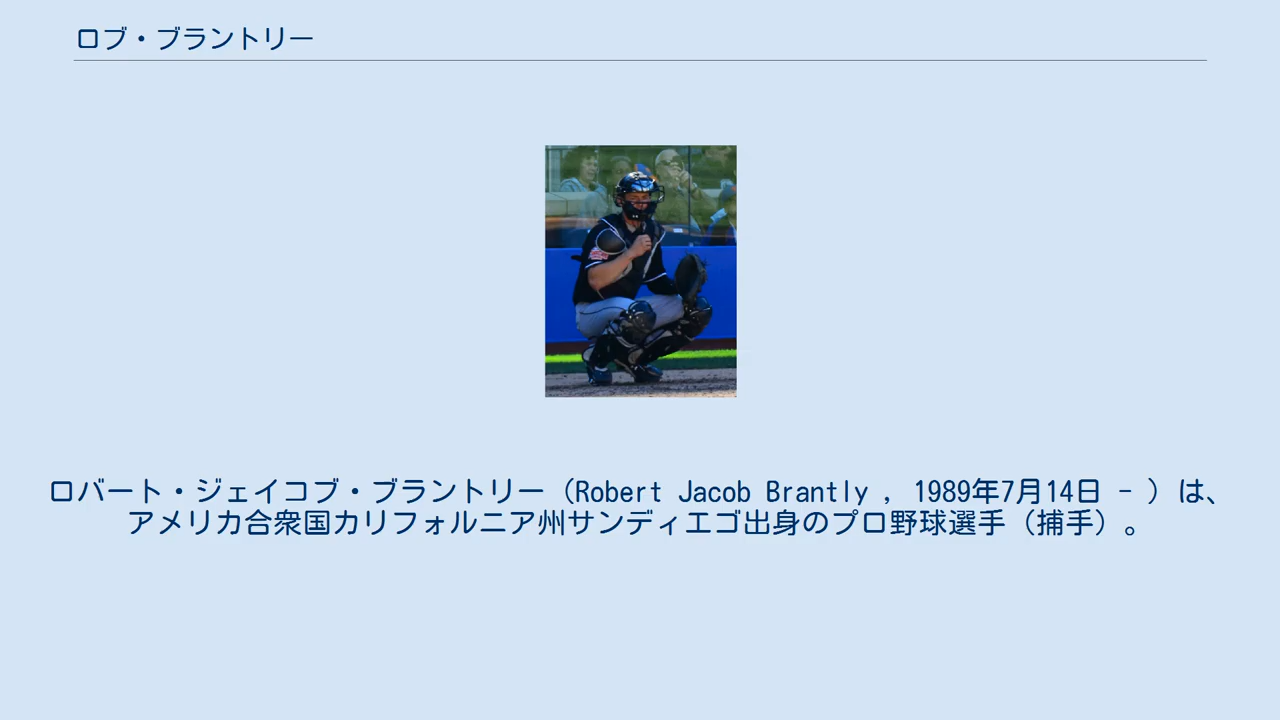 ロブ・ブラントリー
ロバート・ジェイコブ・ブラントリー（Robert Jacob Brantly , 1989年7月14日 - ）は、
アメリカ合衆国カリフォルニア州サンディエゴ出身のプロ野球選手（捕手）。